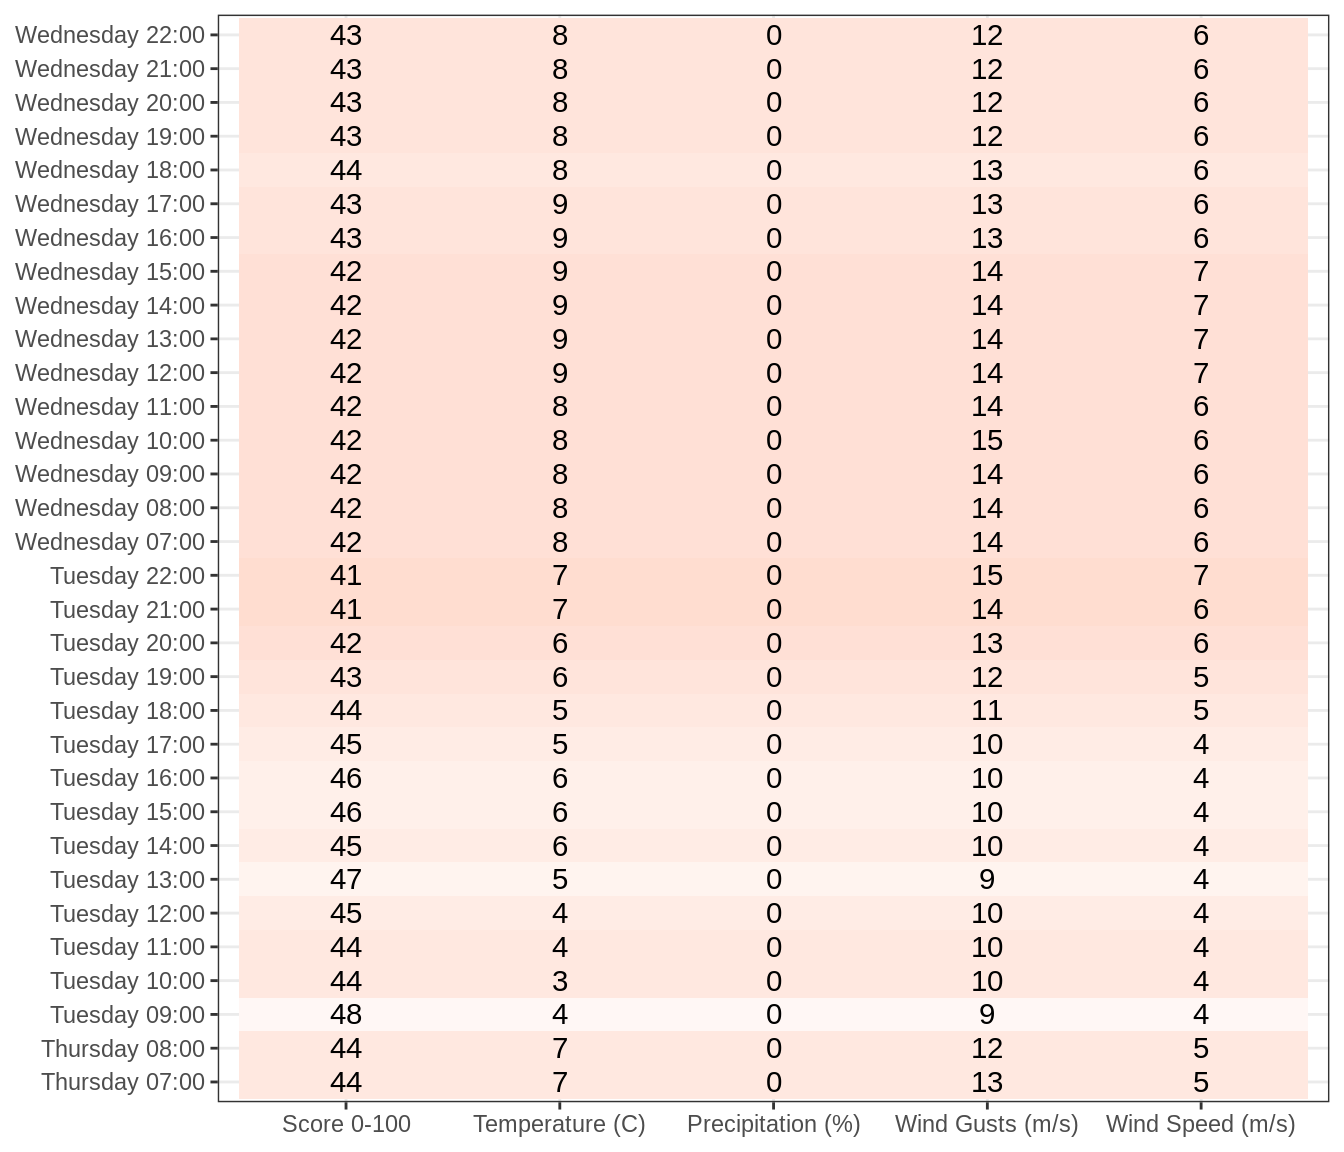 Wednesday 22:00 43 8 0 12 6
Wednesday 21:00 43 8 0 12 6
Wednesday 20:00 43 8 0 12 6
Wednesday 19:00 43 8 0 12 6
Wednesday 18:00 44 8 0 13 6
Wednesday 17:00 43 9 0 13 6
Wednesday 16:00 43 9 0 13 6
Wednesday 15:00 42 9 0 14 7
Wednesday 14:00 42 9 0 14 7
Wednesday 13:00 42 9 0 14 7
Wednesday 12:00 42 9 0 14 7
Wednesday 11:00 42 8 0 14 6
Wednesday 10:00 42 8 0 15 6
Wednesday 09:00 42 8 0 14 6
Wednesday 08:00 42 8 0 14 6
Wednesday 07:00 42 8 0 14 6
Tuesday 22:00 41 7 0 15 7
Tuesday 21:00 41 7 0 14 6
Tuesday 20:00 42 6 0 13 6
Tuesday 19:00 43 6 0 12 5
Tuesday 18:00 44 5 0 11 5
Tuesday 17:00 45 5 0 10 4
Tuesday 16:00 46 6 0 10 4
Tuesday 15:00 46 6 0 10 4
Tuesday 14:00 45 6 0 10 4
Tuesday 13:00 47 5 0 9 4
Tuesday 12:00 45 4 0 10 4
Tuesday 11:00 44 4 0 10 4
Tuesday 10:00 44 3 0 10 4
Tuesday 09:00 48 4 0 9 4
Thursday 08:00 44 7 0 12 5
Thursday 07:00 44 7 0 13 5
Score 0-100 Temperature (C) Precipitation (%) Wind Gusts (m/s) Wind Speed (m/s)